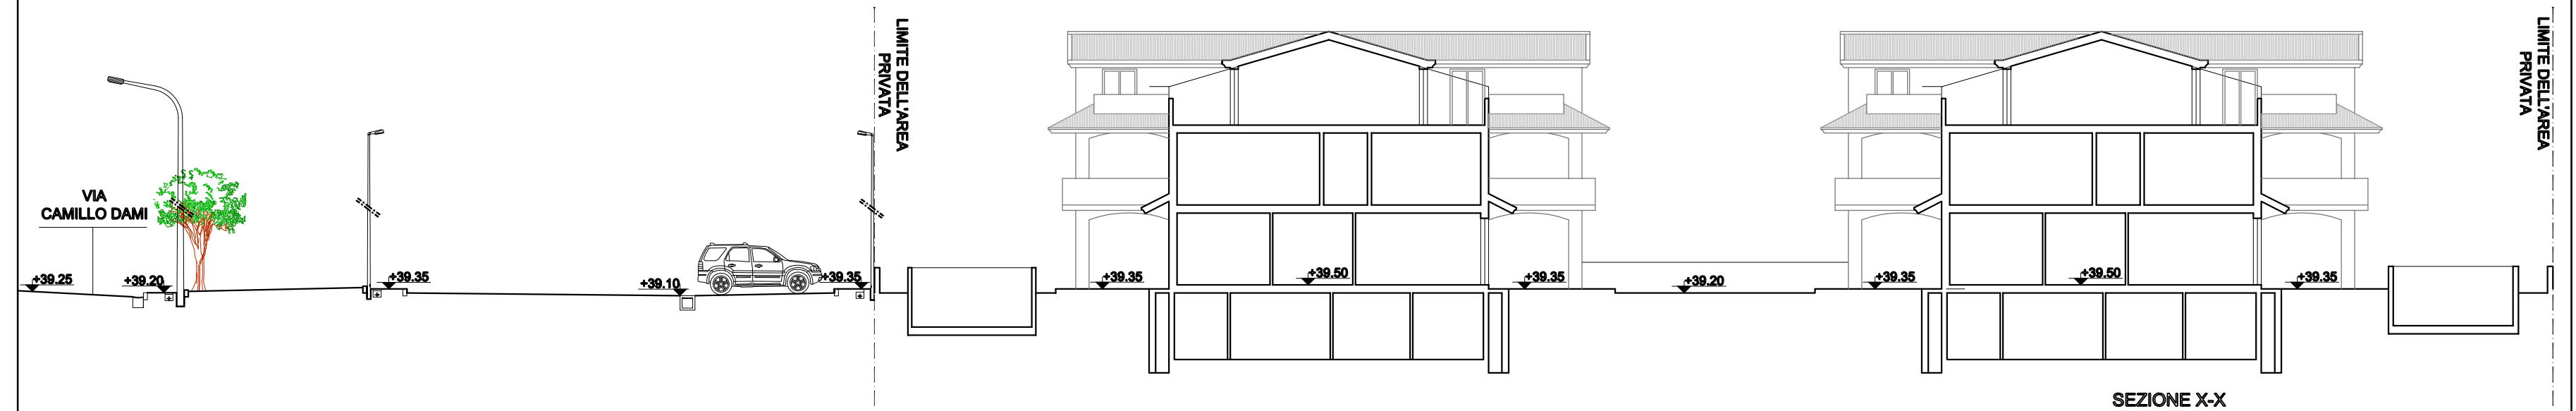 LIMITE DELL'AREA
PRIVATA
LIMITE DELL'AREA
PRIVATA
VIA
CAMILLO DAMI
+39.25
+39.20
+39.35
+39.10
+39.35
+39.35
+39.50
+39.35
+39.20
+39.35
+39.50
+39.35
SEZIONE X-X